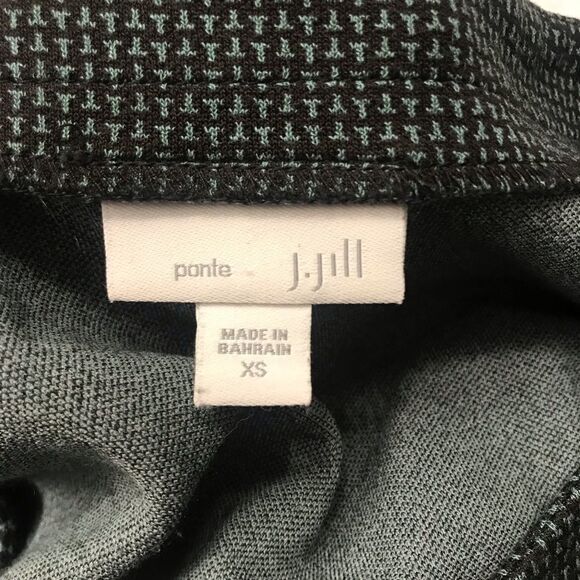 ponte j.jill
MADE IN
BAHRAIN
XS